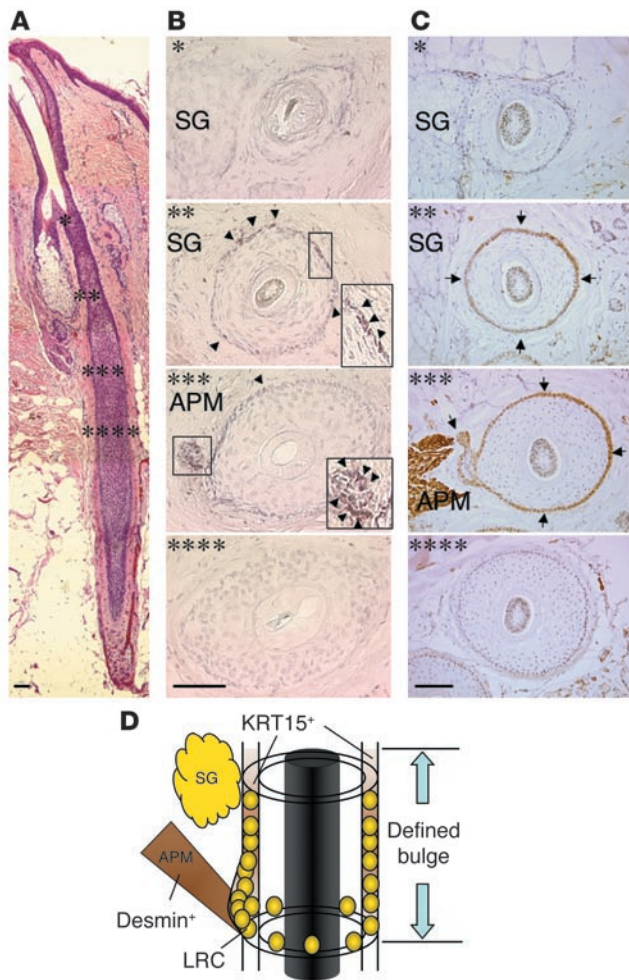 A
B
C
*
SG
*
SG
**
SG
**
SG
***
APM
***
APM
****
****
*
**
***
****
D
KRT15+
SG
APM
Defined
bulge
Desmin+
LRC